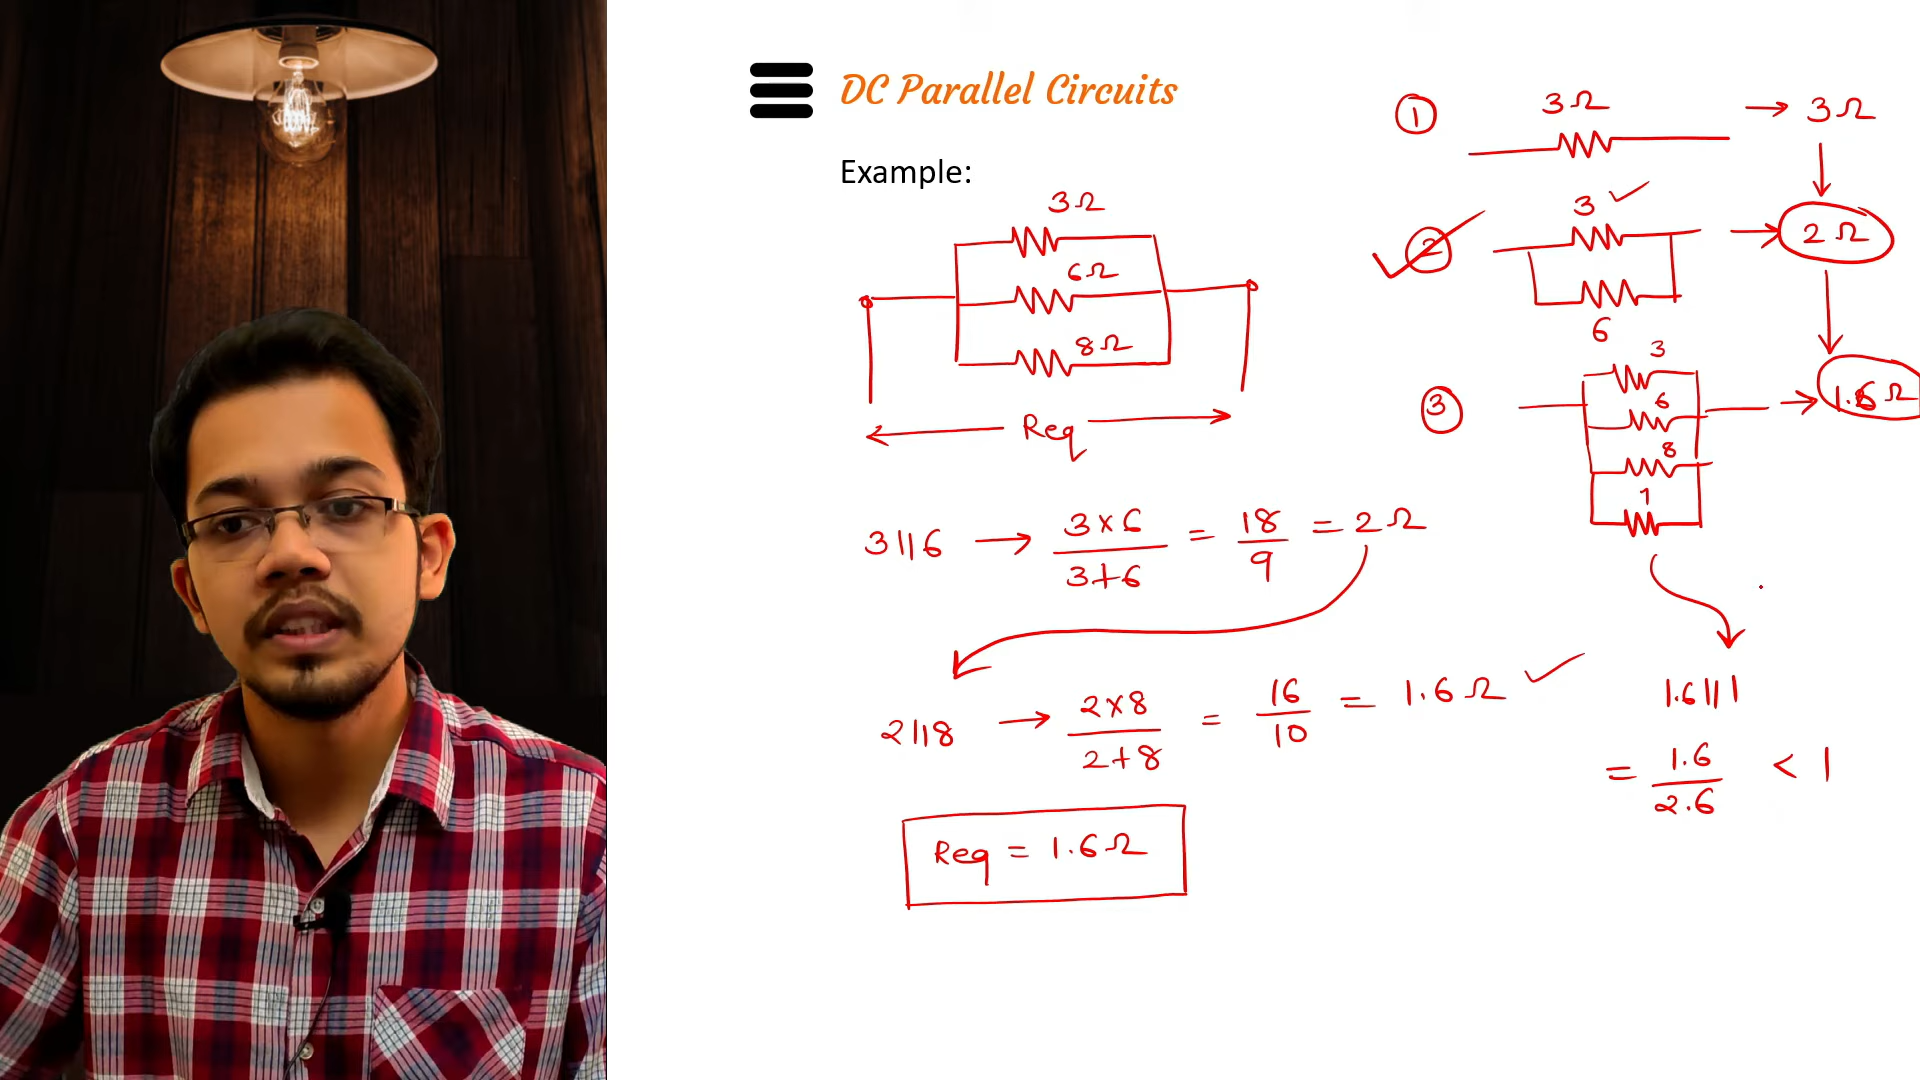 DC Parallel Circuits
Example:
3Ω
6Ω
8Ω
Req
3||6 → 3×6/3+6 = 18/9 = 2Ω
2||8 → 2×8/2+8 = 16/10 = 1.6Ω ✓
Req = 1.6Ω
① 3Ω → 3Ω
② 3 ✓ → 2Ω
6
③ 3
6 → 1.6Ω
8
1
1.6||1
= 1.6/2.6 < 1